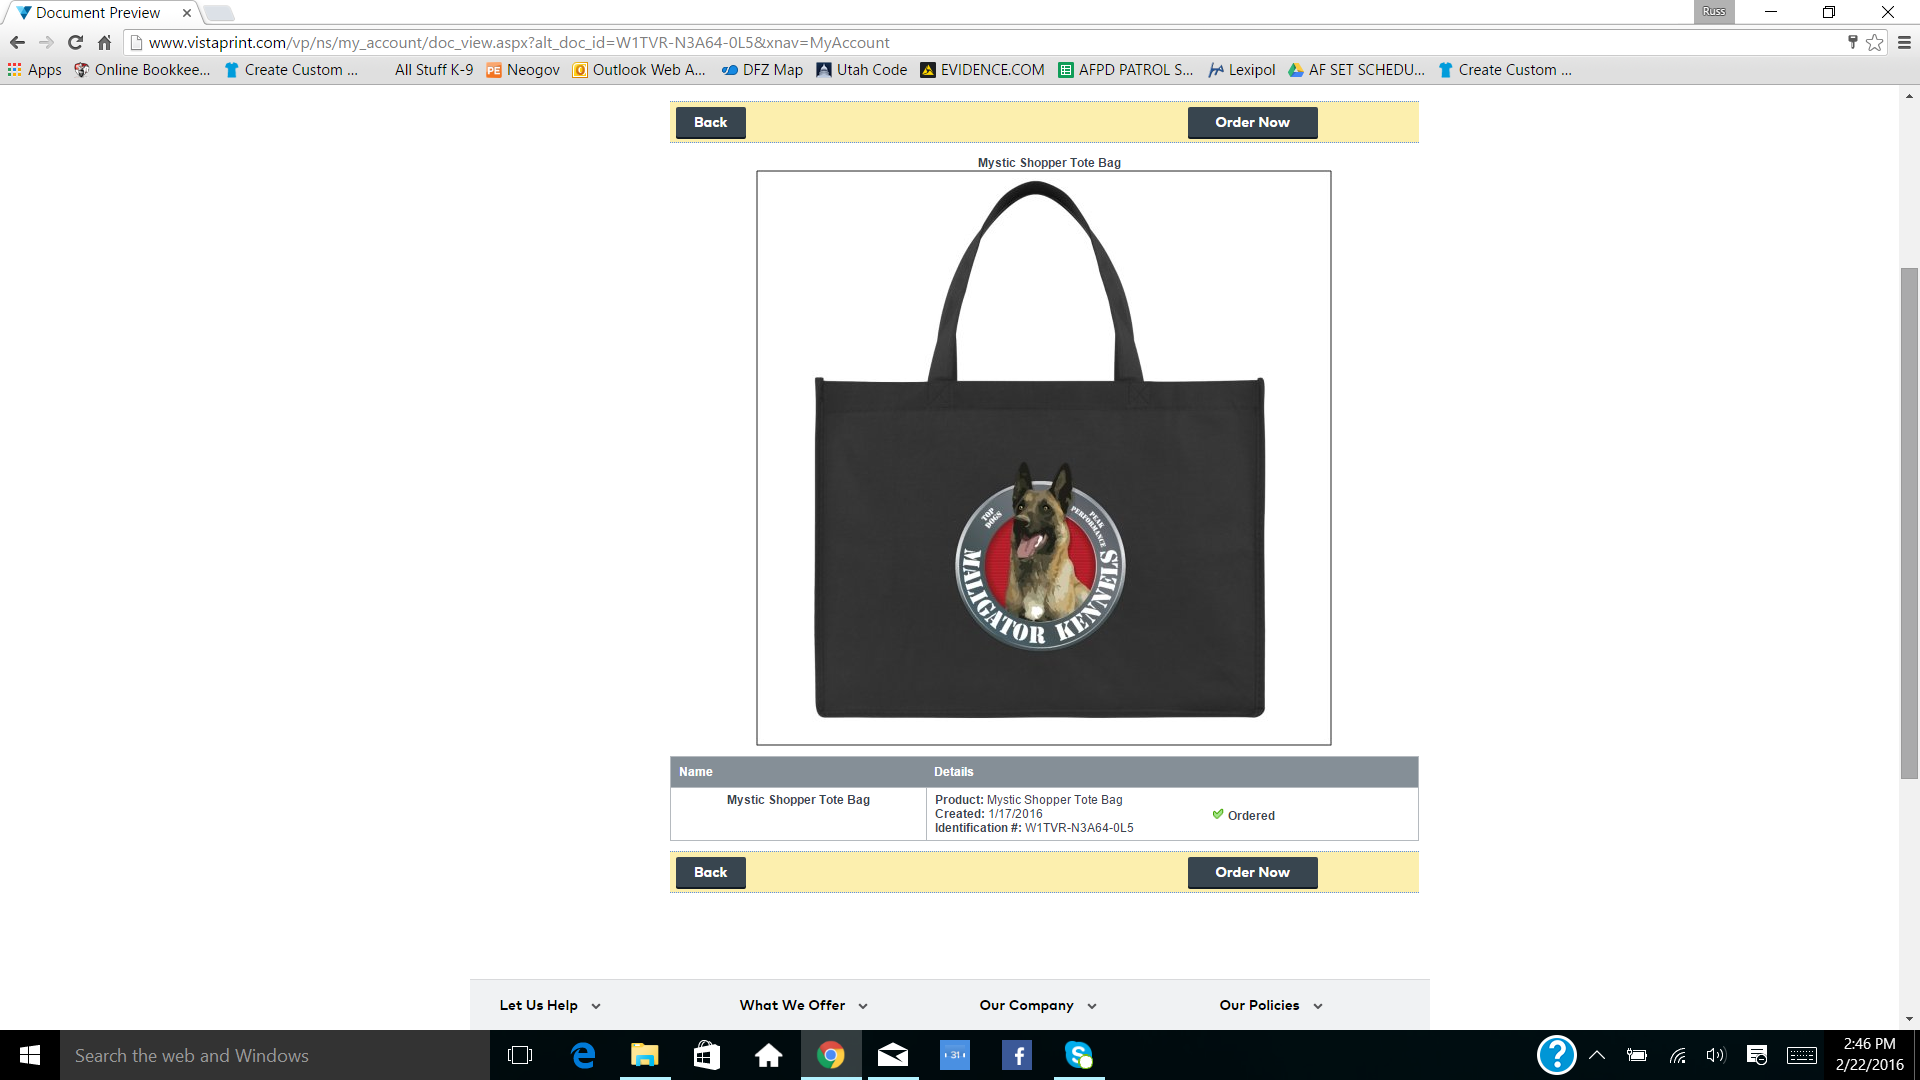 Document Preview
Russ
www.vistaprint.com/vp/ns/my_account/doc_view.aspx?alt_doc_id=W1TVR-N3A64-0L5&xnav=MyAccount
Apps Online Bookkee... Create Custom ... All Stuff K-9 Neogov Outlook Web A... DFZ Map Utah Code EVIDENCE.COM AFPD PATROL S... Lexipol AF SET SCHEDU... Create Custom ...
Back Order Now
Mystic Shopper Tote Bag
TOP
DOGS
PEAK
PERFORMANCE
MALIGATOR KENNELS
Name Details
Mystic Shopper Tote Bag
Product: Mystic Shopper Tote Bag
Created: 1/17/2016
Identification #: W1TVR-N3A64-0L5
Ordered
Back Order Now
Let Us Help What We Offer Our Company Our Policies
Search the web and Windows
31
2:46 PM
2/22/2016